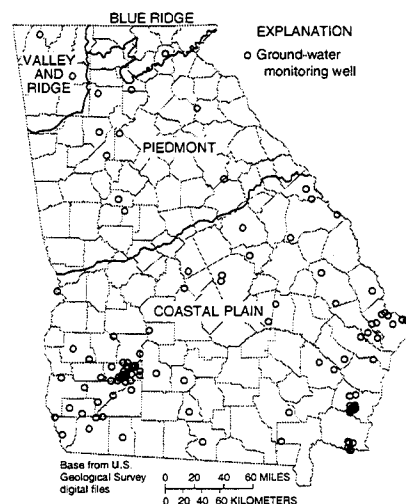 BLUE RIDGE
EXPLANATION
VALLEY
AND
RIDGE
Ground-water
monitoring well
PIEDMONT
COASTAL PLAIN
Base from U.S.
Geological Survey
digital files
0 20 40 60 MILES
0 20 40 60 KILOMETERS